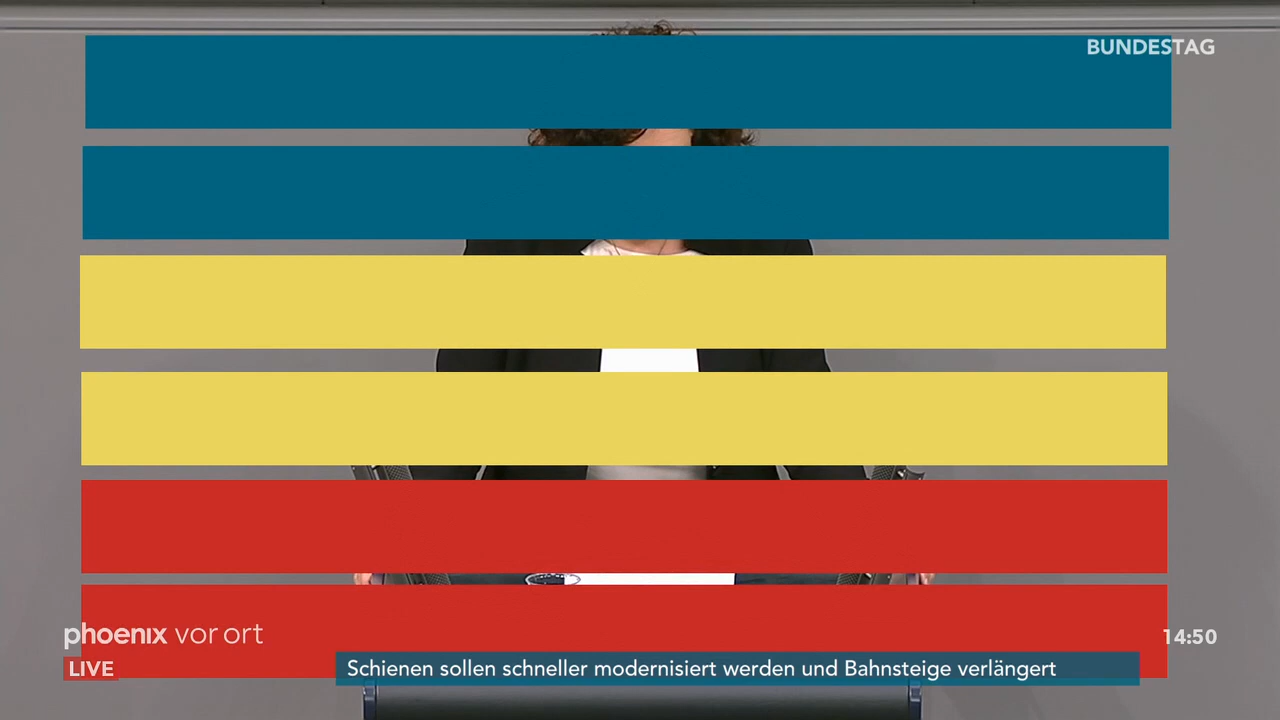 BUNDESTAG
phoenix vor ort
14:50
LIVE
Schienen sollen schneller modernisiert werden und Bahnsteige verlängert